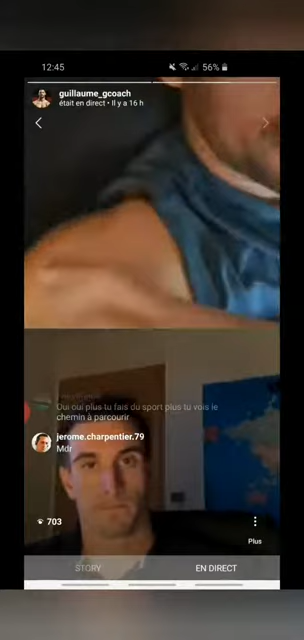 12:45
56%
guillaume_gcoach
était en direct • Il y a 16 h
Oui oui plus tu fais du sport plus tu vois le
chemin à parcourir
jerome.charpentier.79
Mdr
703
Plus
STORY
EN DIRECT